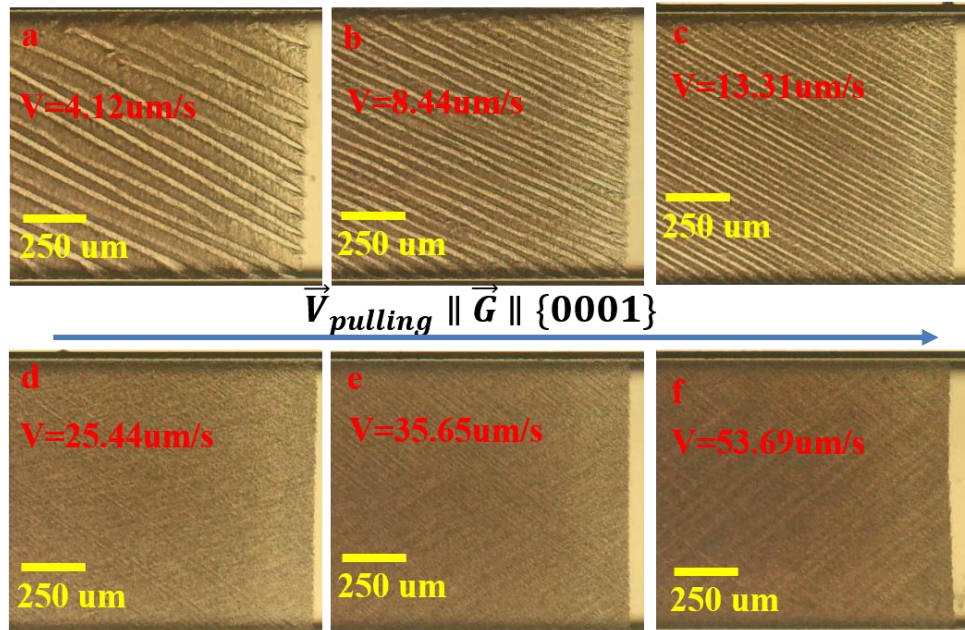 a
V=4.12um/s
250 um
b
V=8.44um/s
250 um
c
V=13.31um/s
250 um
V⃗pulling ∥ G⃗ ∥ {0001}
d
V=25.44um/s
250 um
e
V=35.65um/s
250 um
f
V=53.69um/s
250 um